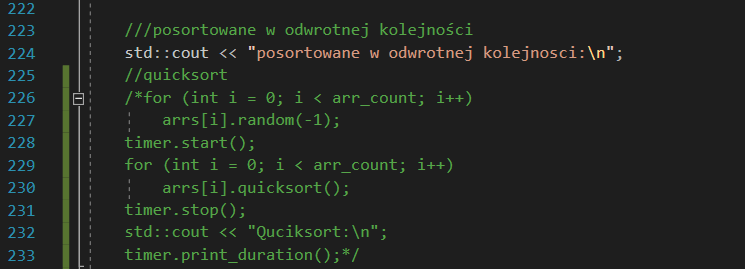 222
223 ///posortowane w odwrotnej kolejności
224 std::cout << "posortowane w odwrotnej kolejnosci:\n";
225 //quicksort
226 /*for (int i = 0; i < arr_count; i++)
227 arrs[i].random(-1);
228 timer.start();
229 for (int i = 0; i < arr_count; i++)
230 arrs[i].quicksort();
231 timer.stop();
232 std::cout << "Quciksort:\n";
233 timer.print_duration();*/